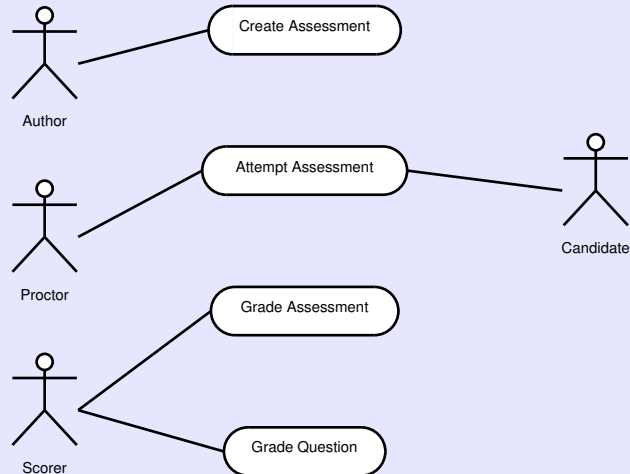 Create Assessment
Author
Attempt Assessment
Candidate
Proctor
Grade Assessment
Grade Question
Scorer